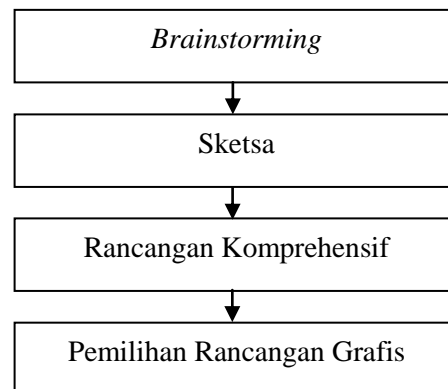 Brainstorming
Sketsa
Rancangan Komprehensif
Pemilihan Rancangan Grafis